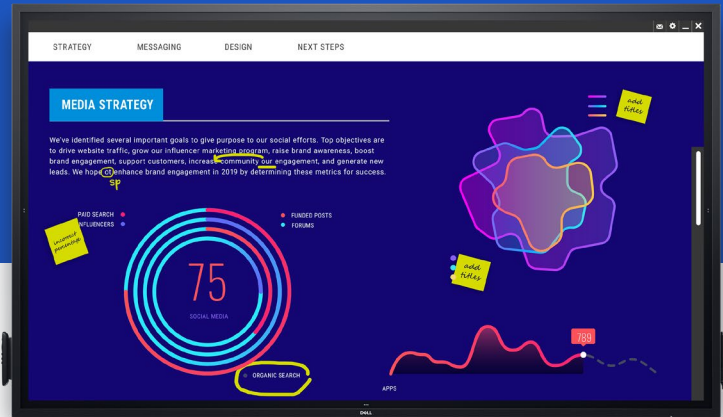 STRATEGY MESSAGING DESIGN NEXT STEPS
MEDIA STRATEGY
We've identified several important goals to give purpose to our social efforts. Top objectives are
to drive website traffic, grow our influencer marketing program, raise brand awareness, boost
brand engagement, support customers, increase community our engagement, and generate new
leads. We hope ot enhance brand engagement in 2019 by determining these metrics for success.
sp
add
titles
PAID SEARCH
NFLUENCERS
FUNDED POSTS
FORUMS
incorrect
percentage
75
SOCIAL MEDIA
ORGANIC SEARCH
add
titles
789
APPS
DELL